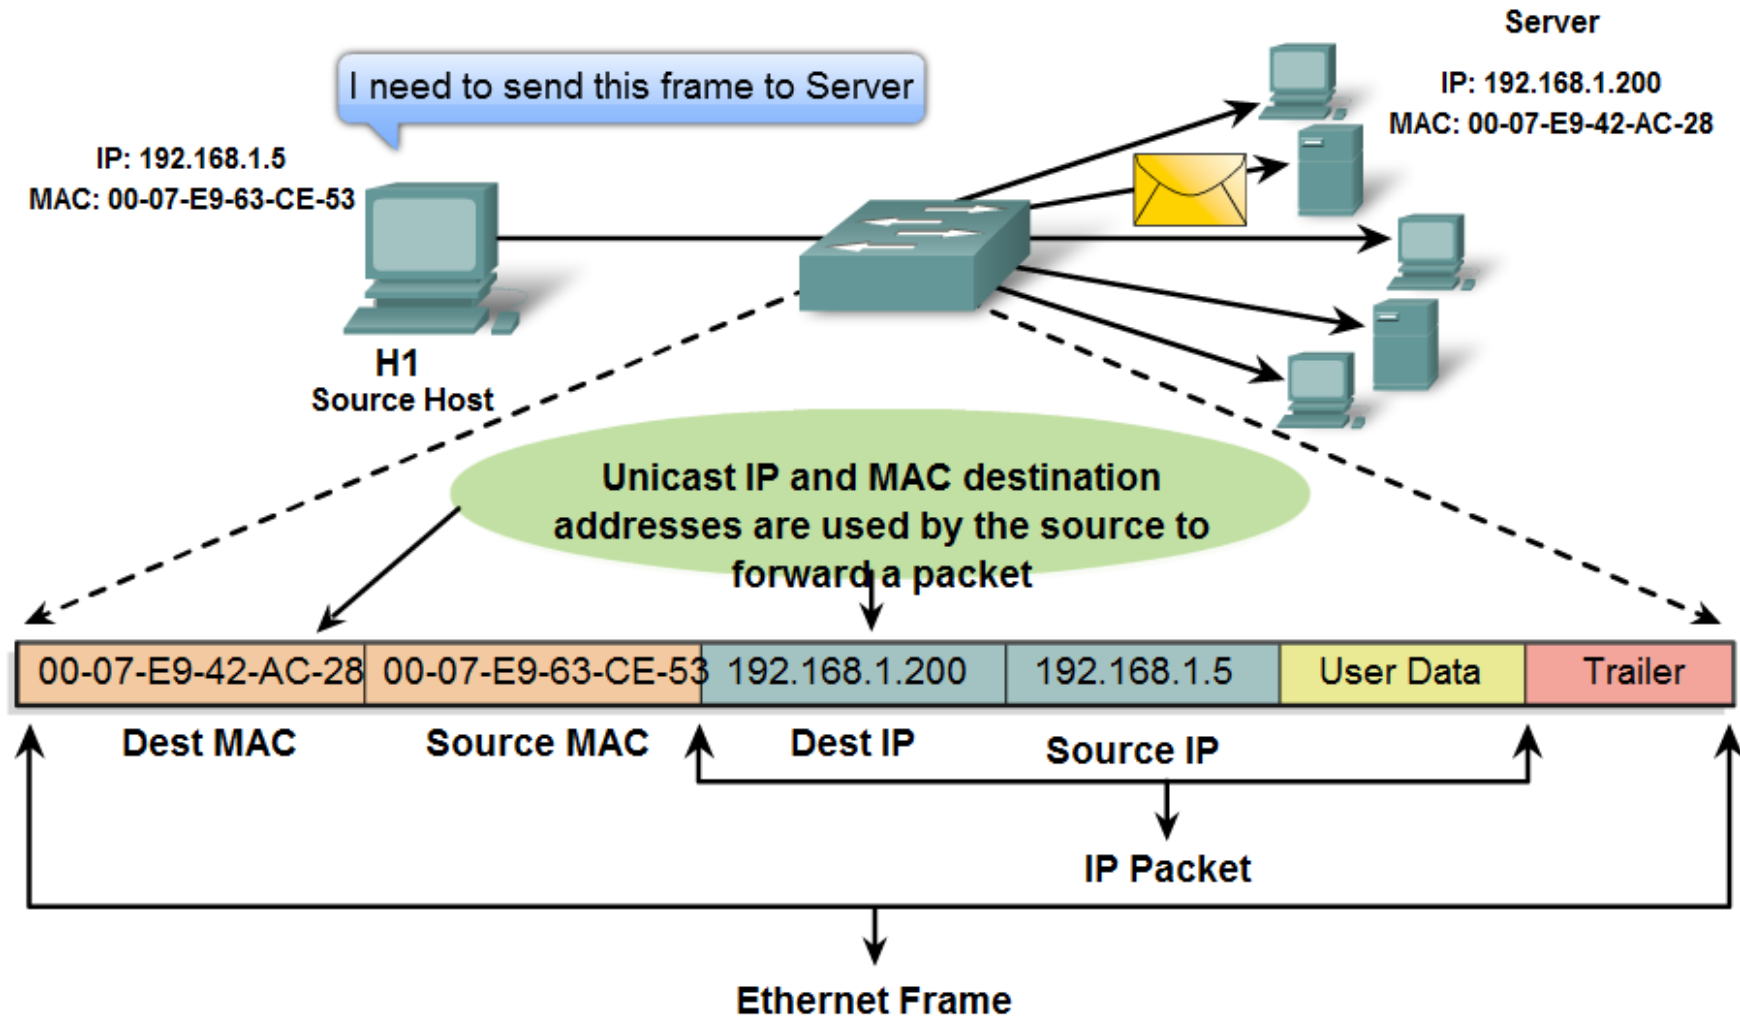 Server
IP: 192.168.1.200
MAC: 00-07-E9-42-AC-28
I need to send this frame to Server
IP: 192.168.1.5
MAC: 00-07-E9-63-CE-53
H1
Source Host
Unicast IP and MAC destination
addresses are used by the source to
forward a packet
00-07-E9-42-AC-28 00-07-E9-63-CE-53 192.168.1.200 192.168.1.5 User Data Trailer
Dest MAC Source MAC Dest IP Source IP
IP Packet
Ethernet Frame